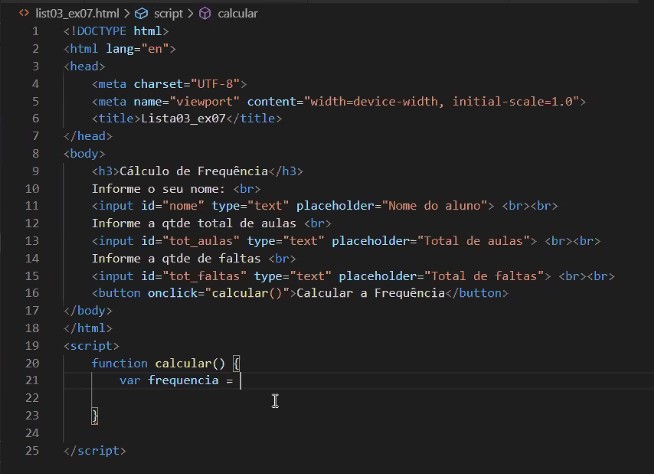 list03_ex07.html > script > calcular
1 <!DOCTYPE html>
2 <html lang="en">
3 <head>
4     <meta charset="UTF-8">
5     <meta name="viewport" content="width=device-width, initial-scale=1.0">
6     <title>Lista03_ex07</title>
7 </head>
8 <body>
9     <h3>Cálculo de Frequência</h3>
10     Informe o seu nome: <br>
11     <input id="nome" type="text" placeholder="Nome do aluno"> <br><br>
12     Informe a qtde total de aulas <br>
13     <input id="tot_aulas" type="text" placeholder="Total de aulas"> <br><br>
14     Informe a qtde de faltas <br>
15     <input id="tot_faltas" type="text" placeholder="Total de faltas"> <br><br>
16     <button onclick="calcular()">Calcular a Frequência</button>
17 </body>
18 </html>
19 <script>
20     function calcular() {
21         var frequencia =
22
23     }
24
25 </script>